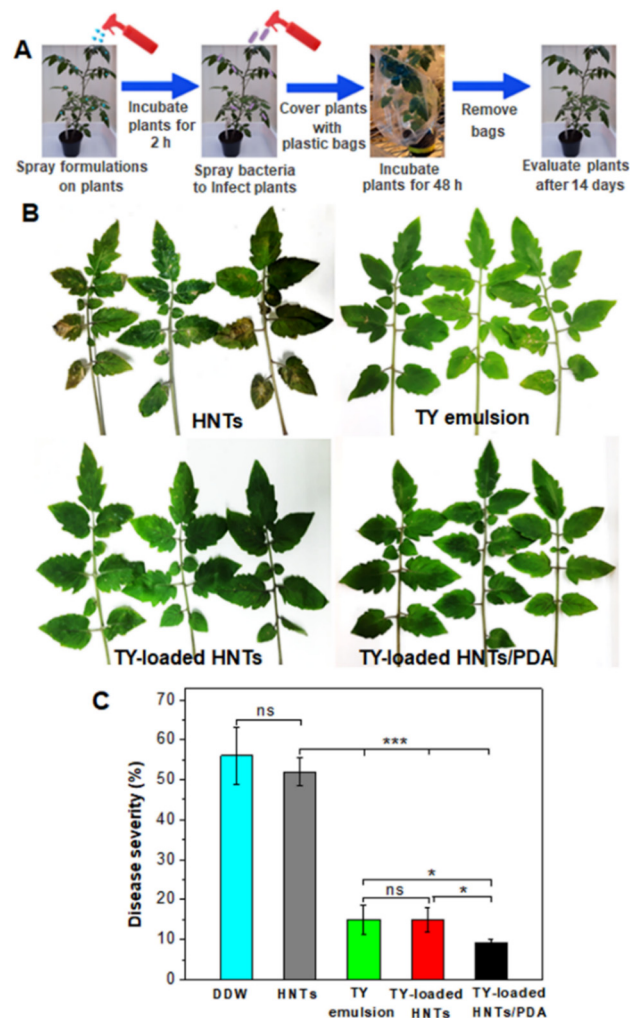 A
Spray formulations
on plants
Incubate
plants for
2 h
Spray bacteria
to Infect plants
Cover plants
with
plastic bags
Incubate
plants for 48 h
Remove
bags
Evaluate plants
after 14 days
B
HNTs
TY emulsion
TY-loaded HNTs
TY-loaded HNTs/PDA
C
Disease severity (%)
70
60
50
40
30
20
10
0
ns
***
*
ns
*
DDW
HNTs
TY
emulsion
TY-loaded
HNTs
TY-loaded
HNTs/PDA